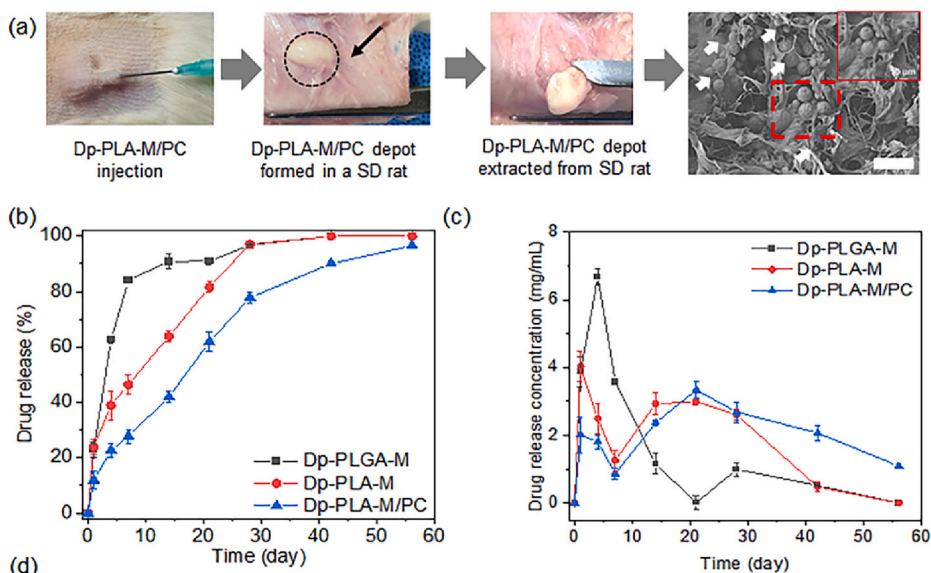 (a)
Dp-PLA-M/PC
injection
Dp-PLA-M/PC depot
formed in a SD rat
Dp-PLA-M/PC depot
extracted from SD rat
(b)
100
80
60
40
20
0
Drug release (%)
Dp-PLGA-M
Dp-PLA-M
Dp-PLA-M/PC
0 10 20 30 40 50 60
Time (day)
(c)
8
6
4
2
0
Drug release concentration (mg/mL)
Dp-PLGA-M
Dp-PLA-M
Dp-PLA-M/PC
0 10 20 30 40 50 60
Time (day)
(d)